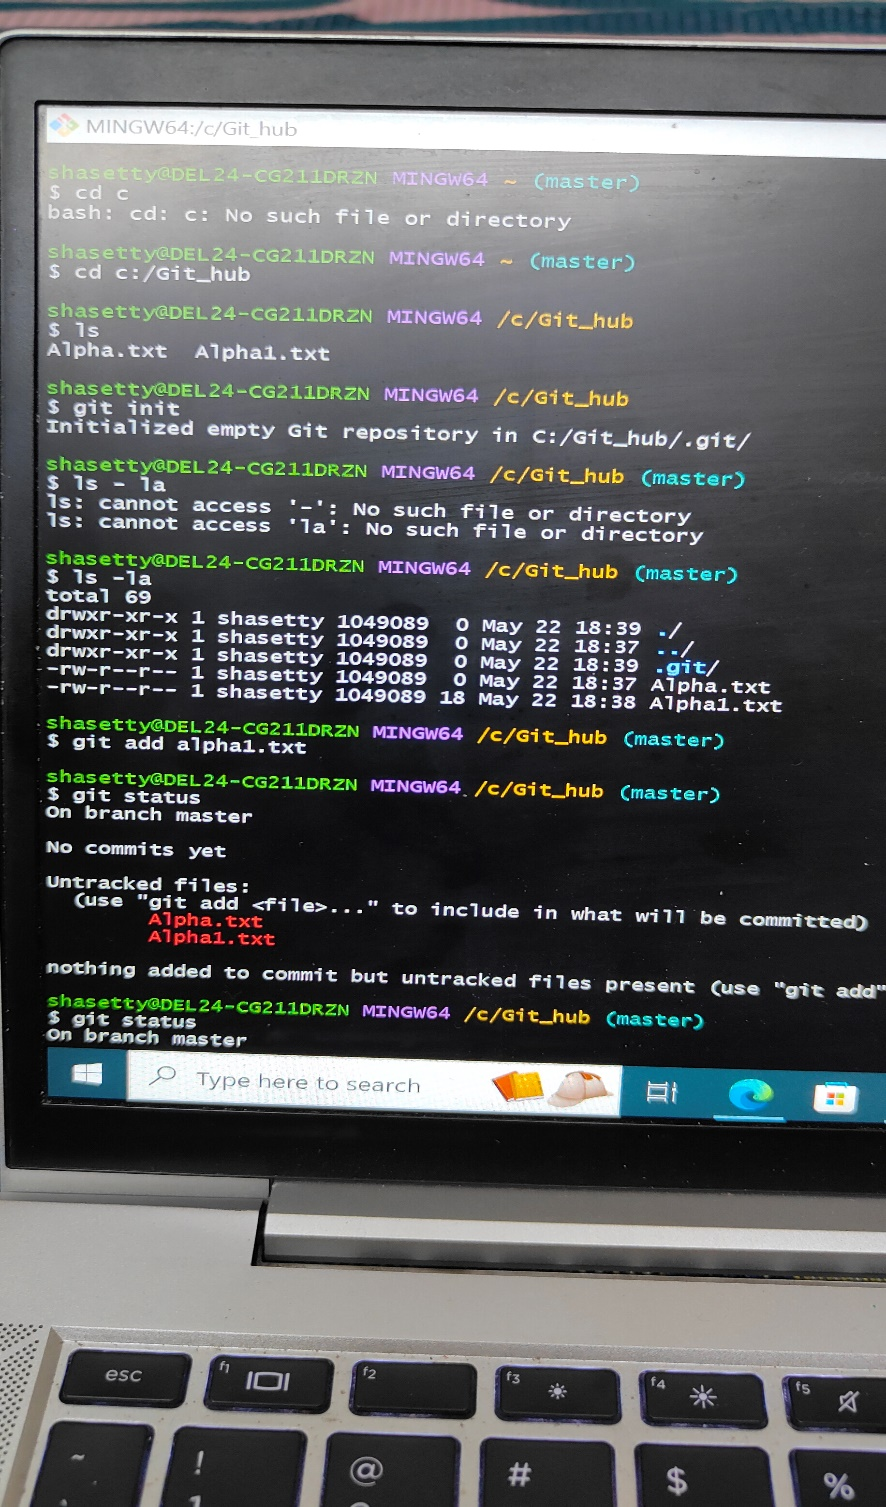 MINGW64:/c/Git_hub
shasetty@DEL24-CG211DRZN MINGW64 ~ (master)
$ cd c
bash: cd: c: No such file or directory
shasetty@DEL24-CG211DRZN MINGW64 ~ (master)
$ cd c:/Git_hub
shasetty@DEL24-CG211DRZN MINGW64 /c/Git_hub
$ ls
Alpha.txt  Alpha1.txt
shasetty@DEL24-CG211DRZN MINGW64 /c/Git_hub
$ git init
Initialized empty Git repository in C:/Git_hub/.git/
shasetty@DEL24-CG211DRZN MINGW64 /c/Git_hub (master)
$ ls - la
ls: cannot access '-': No such file or directory
ls: cannot access 'la': No such file or directory
shasetty@DEL24-CG211DRZN MINGW64 /c/Git_hub (master)
$ ls -la
total 69
drwxr-xr-x 1 shasetty 1049089  0 May 22 18:39 ./
drwxr-xr-x 1 shasetty 1049089  0 May 22 18:37 ../
drwxr-xr-x 1 shasetty 1049089  0 May 22 18:39 .git/
-rw-r--r-- 1 shasetty 1049089  0 May 22 18:37 Alpha.txt
-rw-r--r-- 1 shasetty 1049089 18 May 22 18:38 Alpha1.txt
shasetty@DEL24-CG211DRZN MINGW64 /c/Git_hub (master)
$ git add alpha1.txt
shasetty@DEL24-CG211DRZN MINGW64 /c/Git_hub (master)
$ git status
On branch master
No commits yet
Untracked files:
(use "git add <file>..." to include in what will be committed)
Alpha.txt
Alpha1.txt
nothing added to commit but untracked files present (use "git add"
shasetty@DEL24-CG211DRZN MINGW64 /c/Git_hub (master)
$ git status
On branch master
Type here to search
esc f1 f2 f3 f4 f5
~ ! @ # $ %